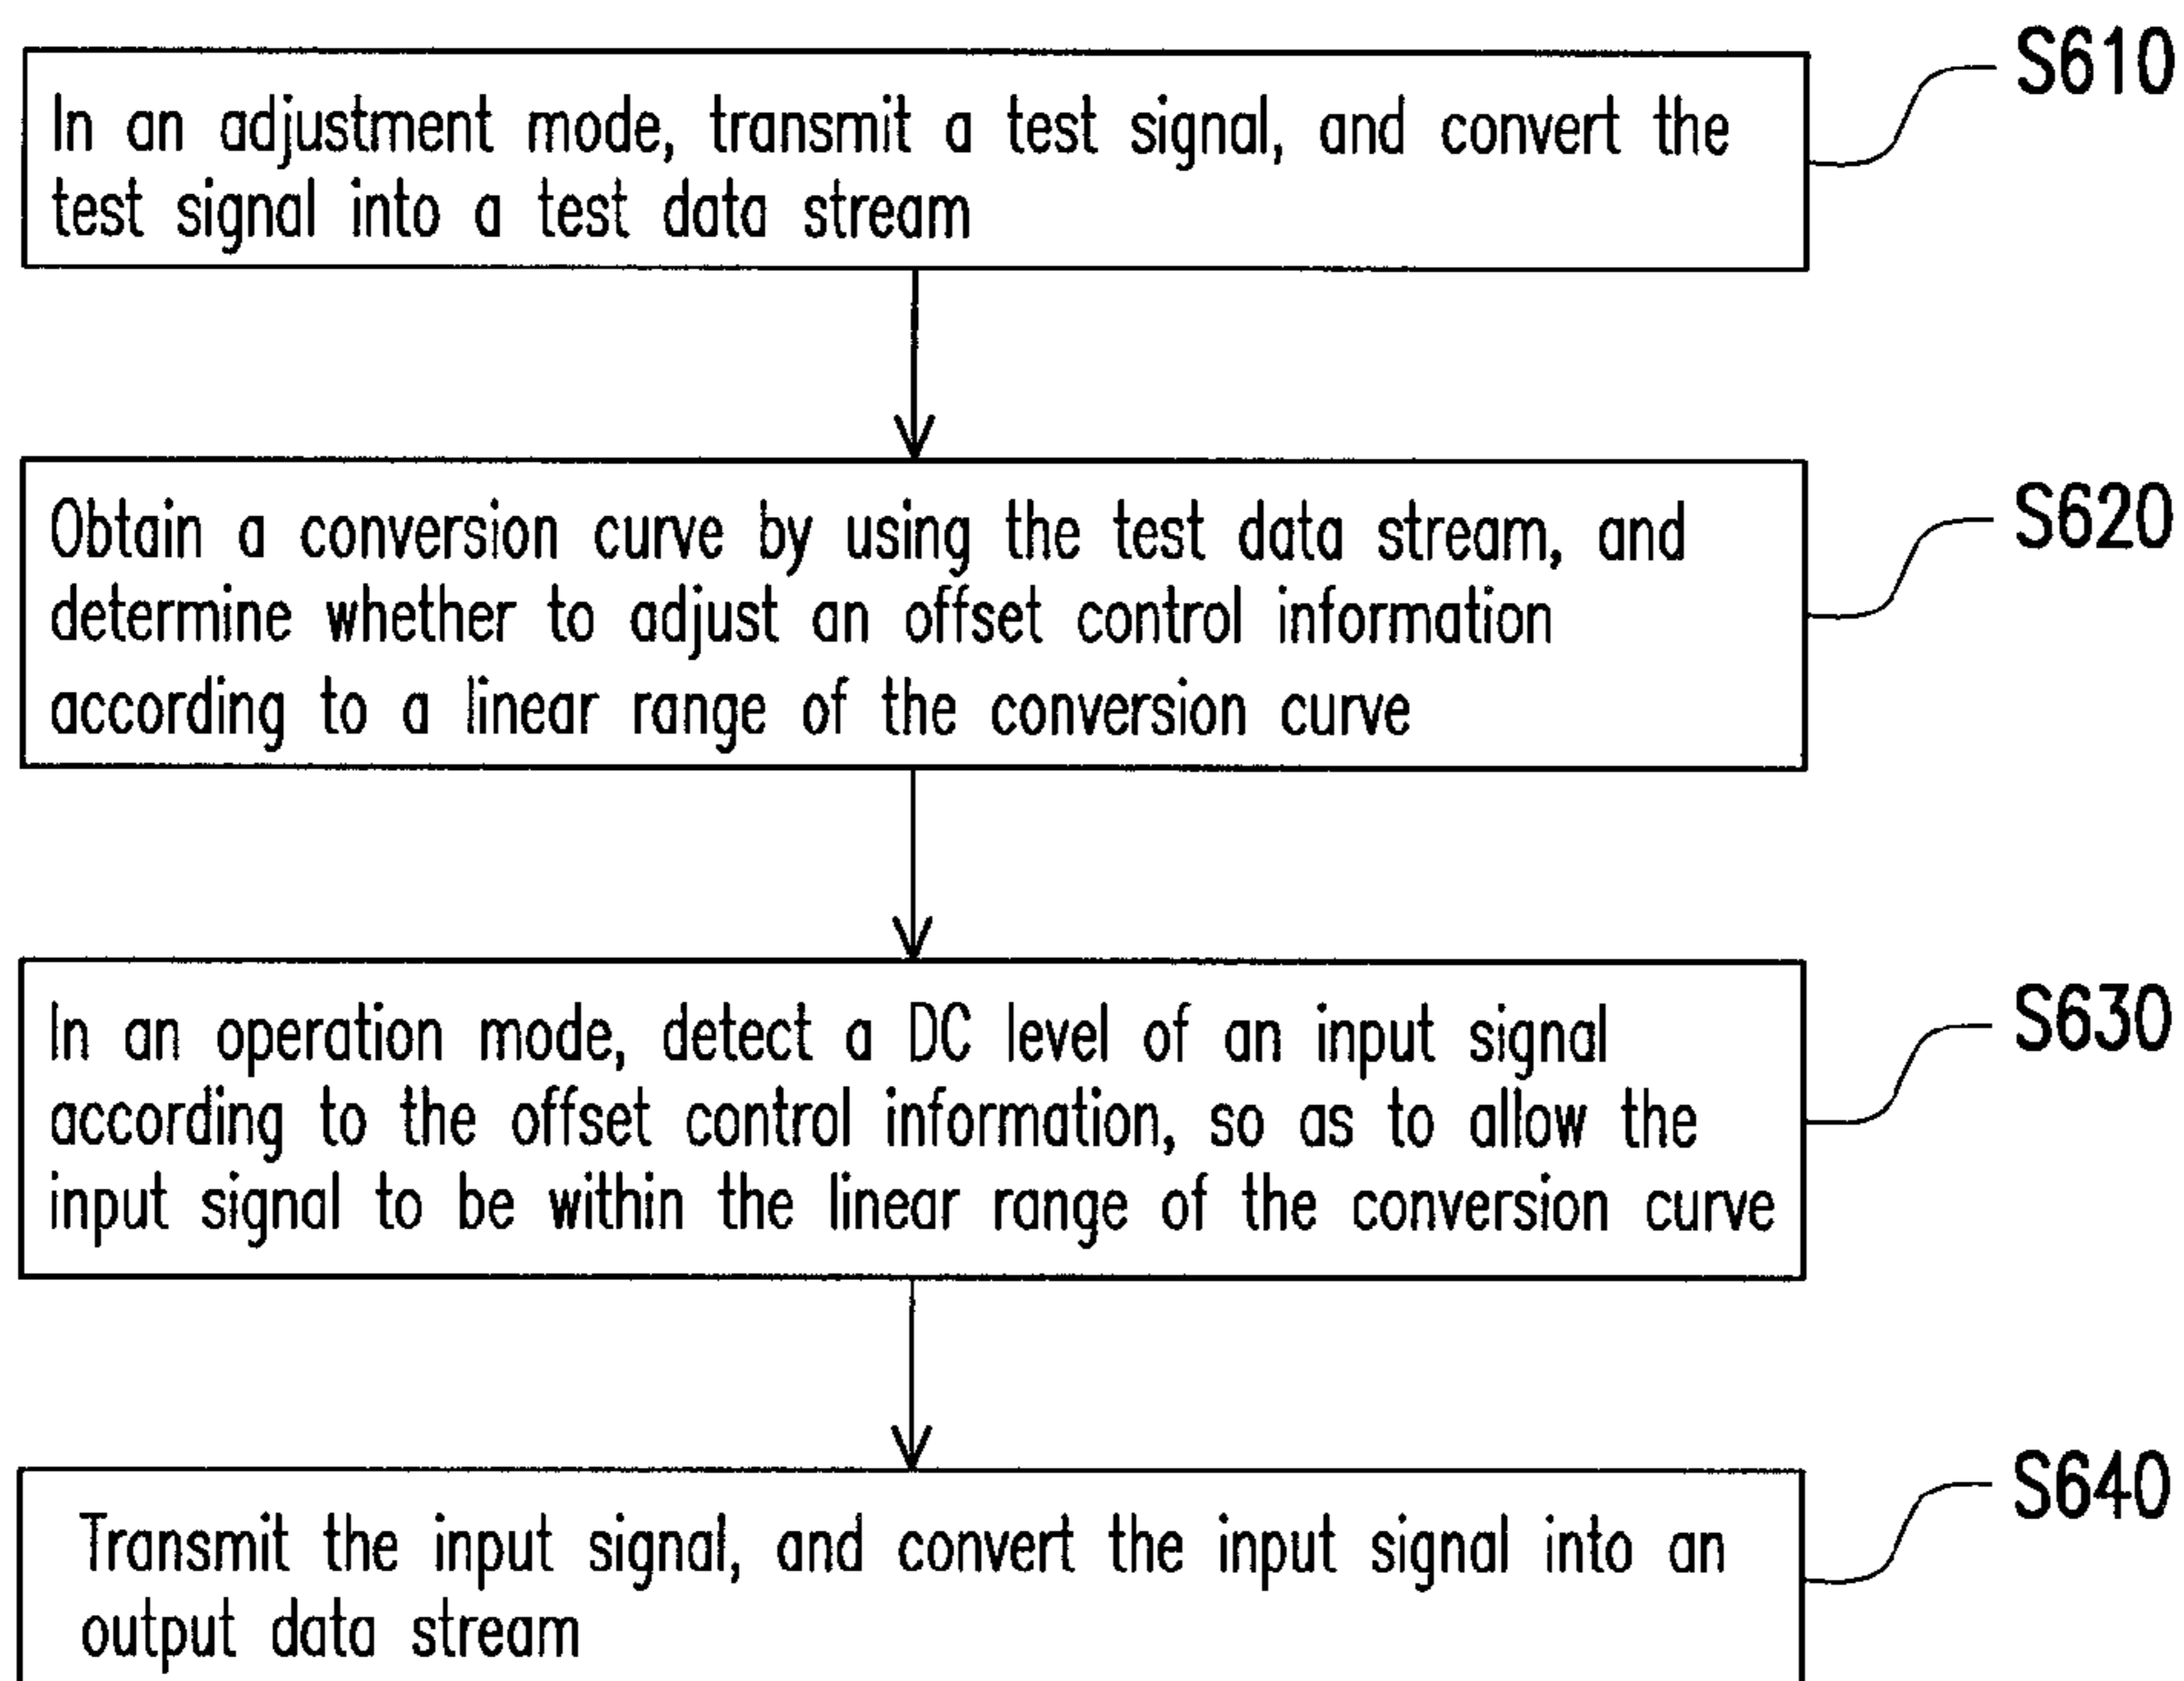 S610
In an adjustment mode, transmit a test signal, and convert the
test signal into a test data stream
S620
Obtain a conversion curve by using the test data stream, and
determine whether to adjust an offset control information
according to a linear range of the conversion curve
S630
In an operation mode, detect a DC level of an input signal
according to the offset control information, so as to allow the
input signal to be within the linear range of the conversion curve
S640
Transmit the input signal, and convert the input signal into an
output data stream